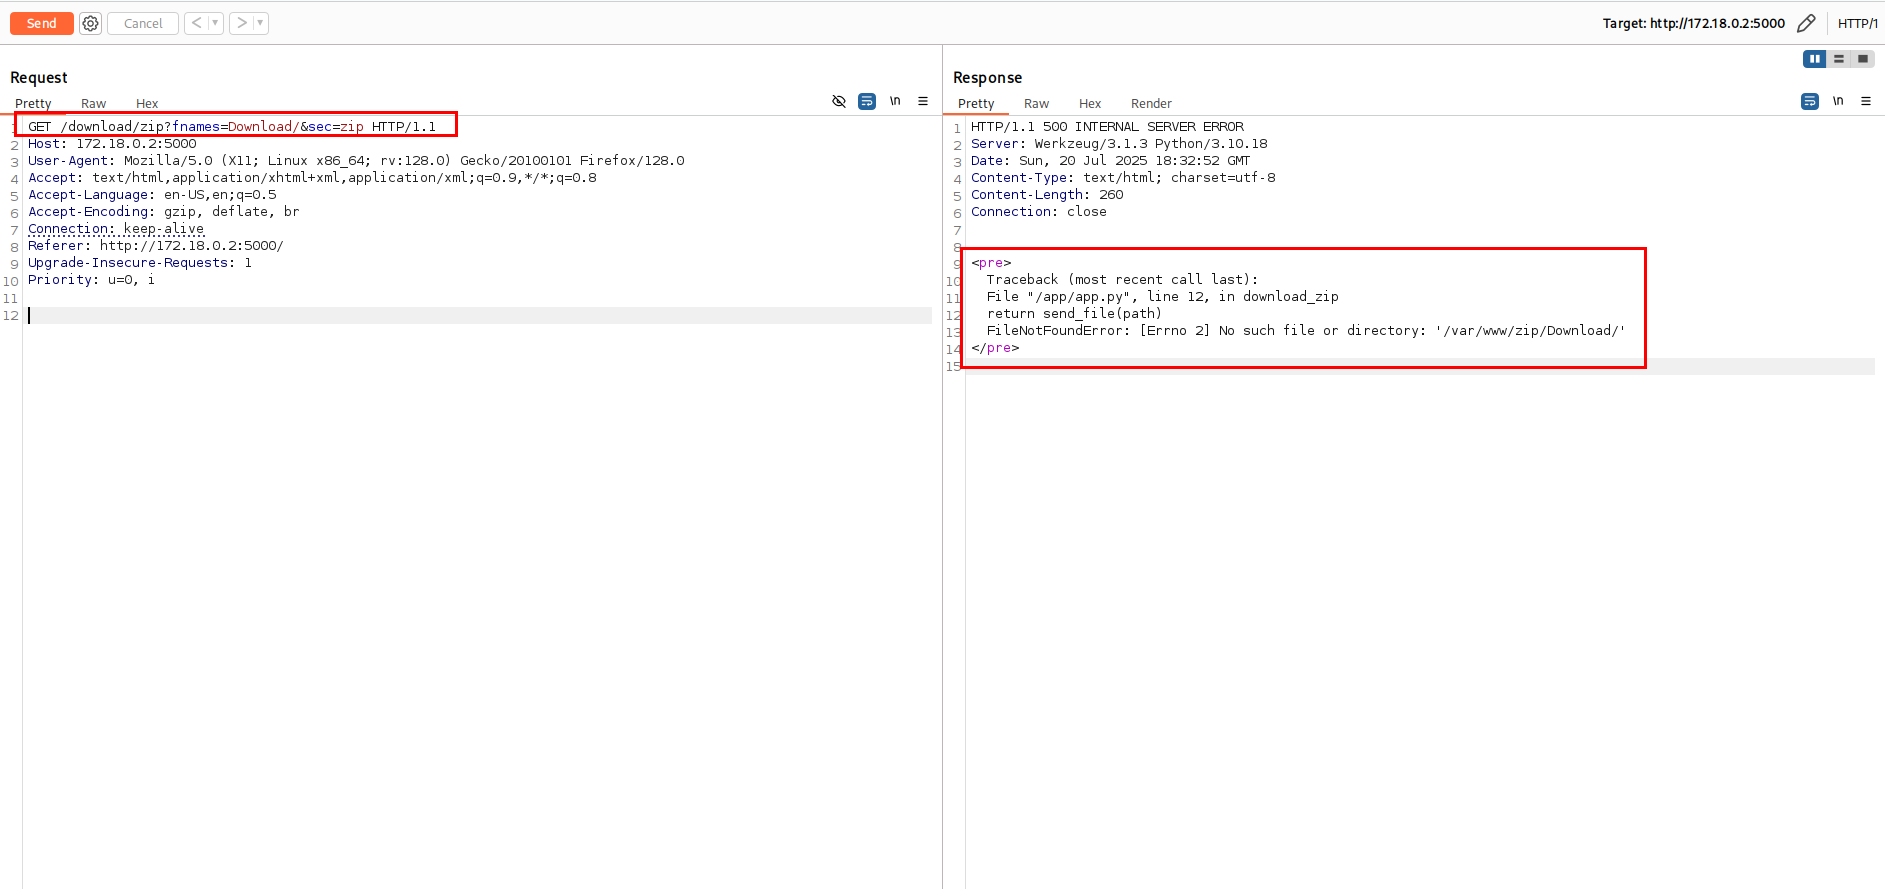 Send
Cancel
< ▾
> ▾
Target: http://172.18.0.2:5000
HTTP/1
Request
Pretty Raw Hex
\n
1 GET /download/zip?fnames=Download/&sec=zip HTTP/1.1
2 Host: 172.18.0.2:5000
3 User-Agent: Mozilla/5.0 (X11; Linux x86_64; rv:128.0) Gecko/20100101 Firefox/128.0
4 Accept: text/html,application/xhtml+xml,application/xml;q=0.9,*/*;q=0.8
5 Accept-Language: en-US,en;q=0.5
6 Accept-Encoding: gzip, deflate, br
7 Connection: keep-alive
8 Referer: http://172.18.0.2:5000/
9 Upgrade-Insecure-Requests: 1
10 Priority: u=0, i
11
12
Response
Pretty Raw Hex Render
\n
1 HTTP/1.1 500 INTERNAL SERVER ERROR
2 Server: Werkzeug/3.1.3 Python/3.10.18
3 Date: Sun, 20 Jul 2025 18:32:52 GMT
4 Content-Type: text/html; charset=utf-8
5 Content-Length: 260
6 Connection: close
7
8
9 <pre>
10 Traceback (most recent call last):
11 File "/app/app.py", line 12, in download_zip
12 return send_file(path)
13 FileNotFoundError: [Errno 2] No such file or directory: '/var/www/zip/Download/'
14 </pre>
15